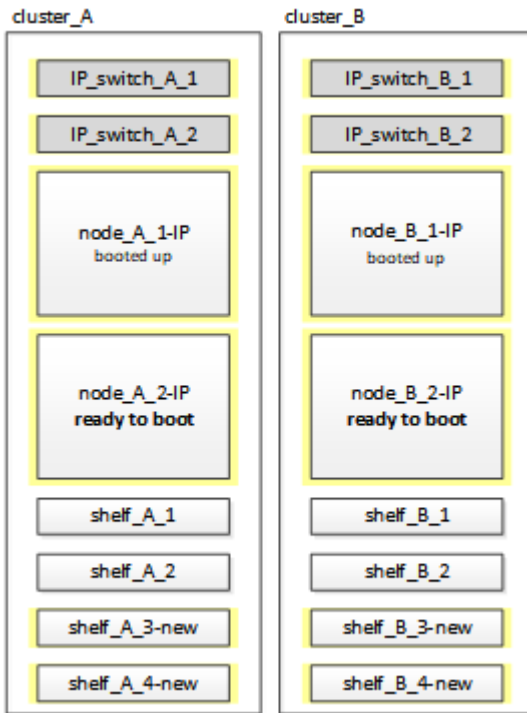 cluster_A
IP_switch_A_1
IP_switch_A_2
node_A_1-IP
booted up
node_A_2-IP
ready to boot
shelf_A_1
shelf_A_2
shelf_A_3-new
shelf_A_4-new
cluster_B
IP_switch_B_1
IP_switch_B_2
node_B_1-IP
booted up
node_B_2-IP
ready to boot
shelf_B_1
shelf_B_2
shelf_B_3-new
shelf_B_4-new